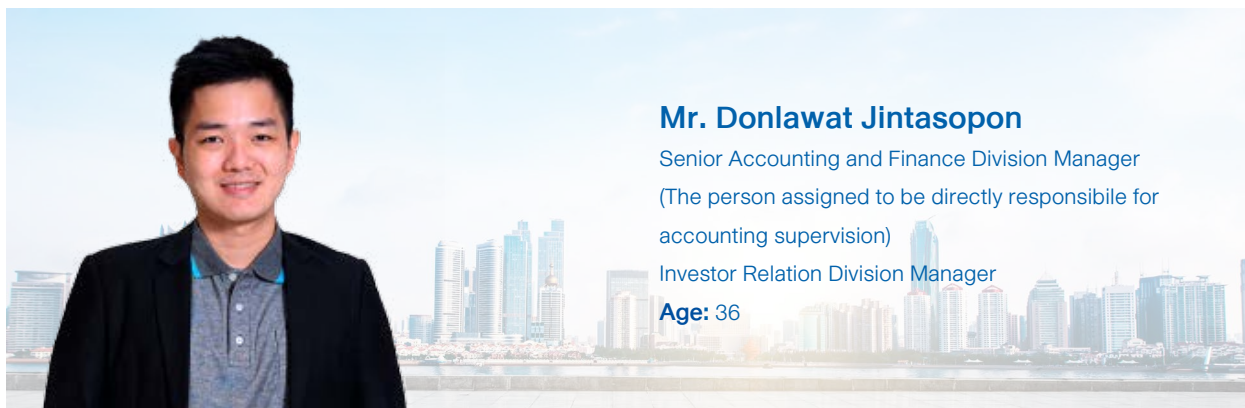 Mr. Donlawat Jintasopon
Senior Accounting and Finance Division Manager
(The person assigned to be directly responsibile for
accounting supervision)
Investor Relation Division Manager
Age: 36